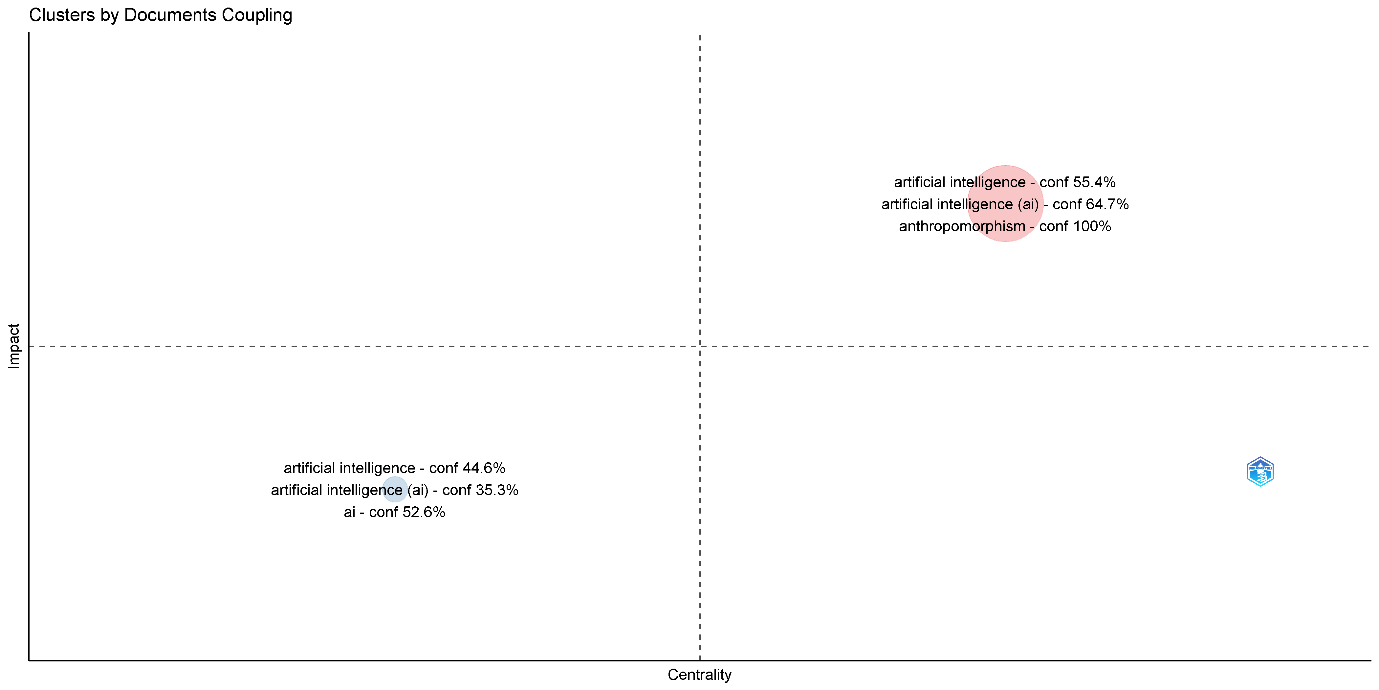 Clusters by Documents Coupling
artificial intelligence - conf 55.4%
artificial intelligence (ai) - conf 64.7%
anthropomorphism - conf 100%
Impact
artificial intelligence - conf 44.6%
artificial intelligence (ai) - conf 35.3%
ai - conf 52.6%
Centrality